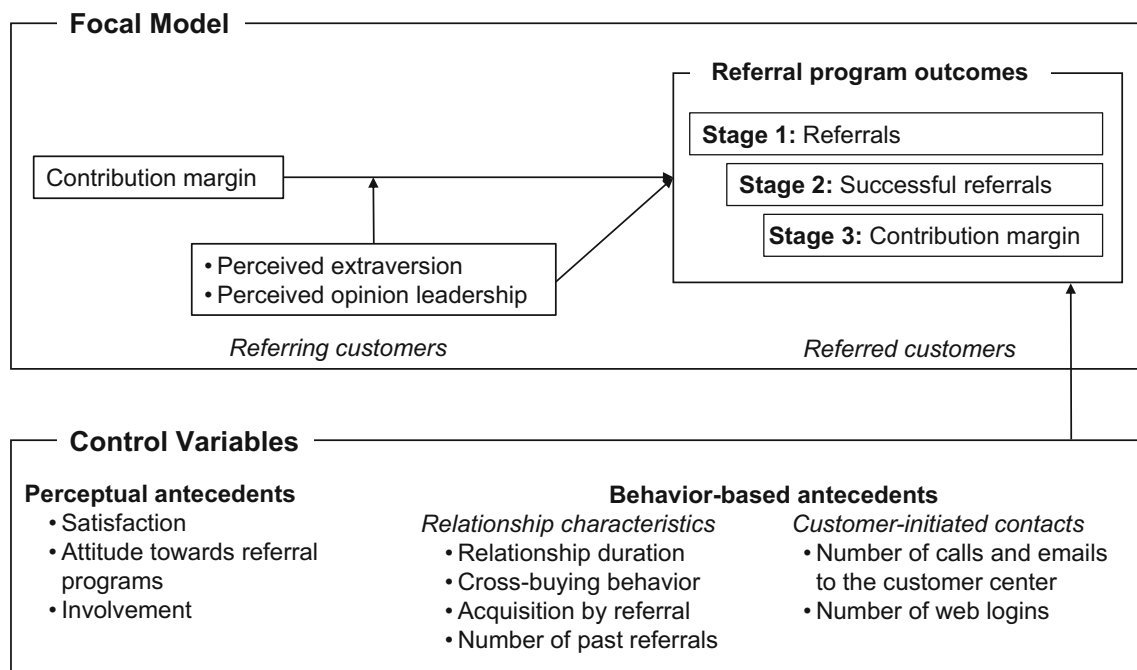 Focal Model
Referral program outcomes
Stage 1: Referrals
Contribution margin
Stage 2: Successful referrals
Stage 3: Contribution margin
• Perceived extraversion
• Perceived opinion leadership
Referring customers
Referred customers
Control Variables
Perceptual antecedents
• Satisfaction
• Attitude towards referral
programs
• Involvement
Behavior-based antecedents
Relationship characteristics
• Relationship duration
• Cross-buying behavior
• Acquisition by referral
• Number of past referrals
Customer-initiated contacts
• Number of calls and emails
to the customer center
• Number of web logins